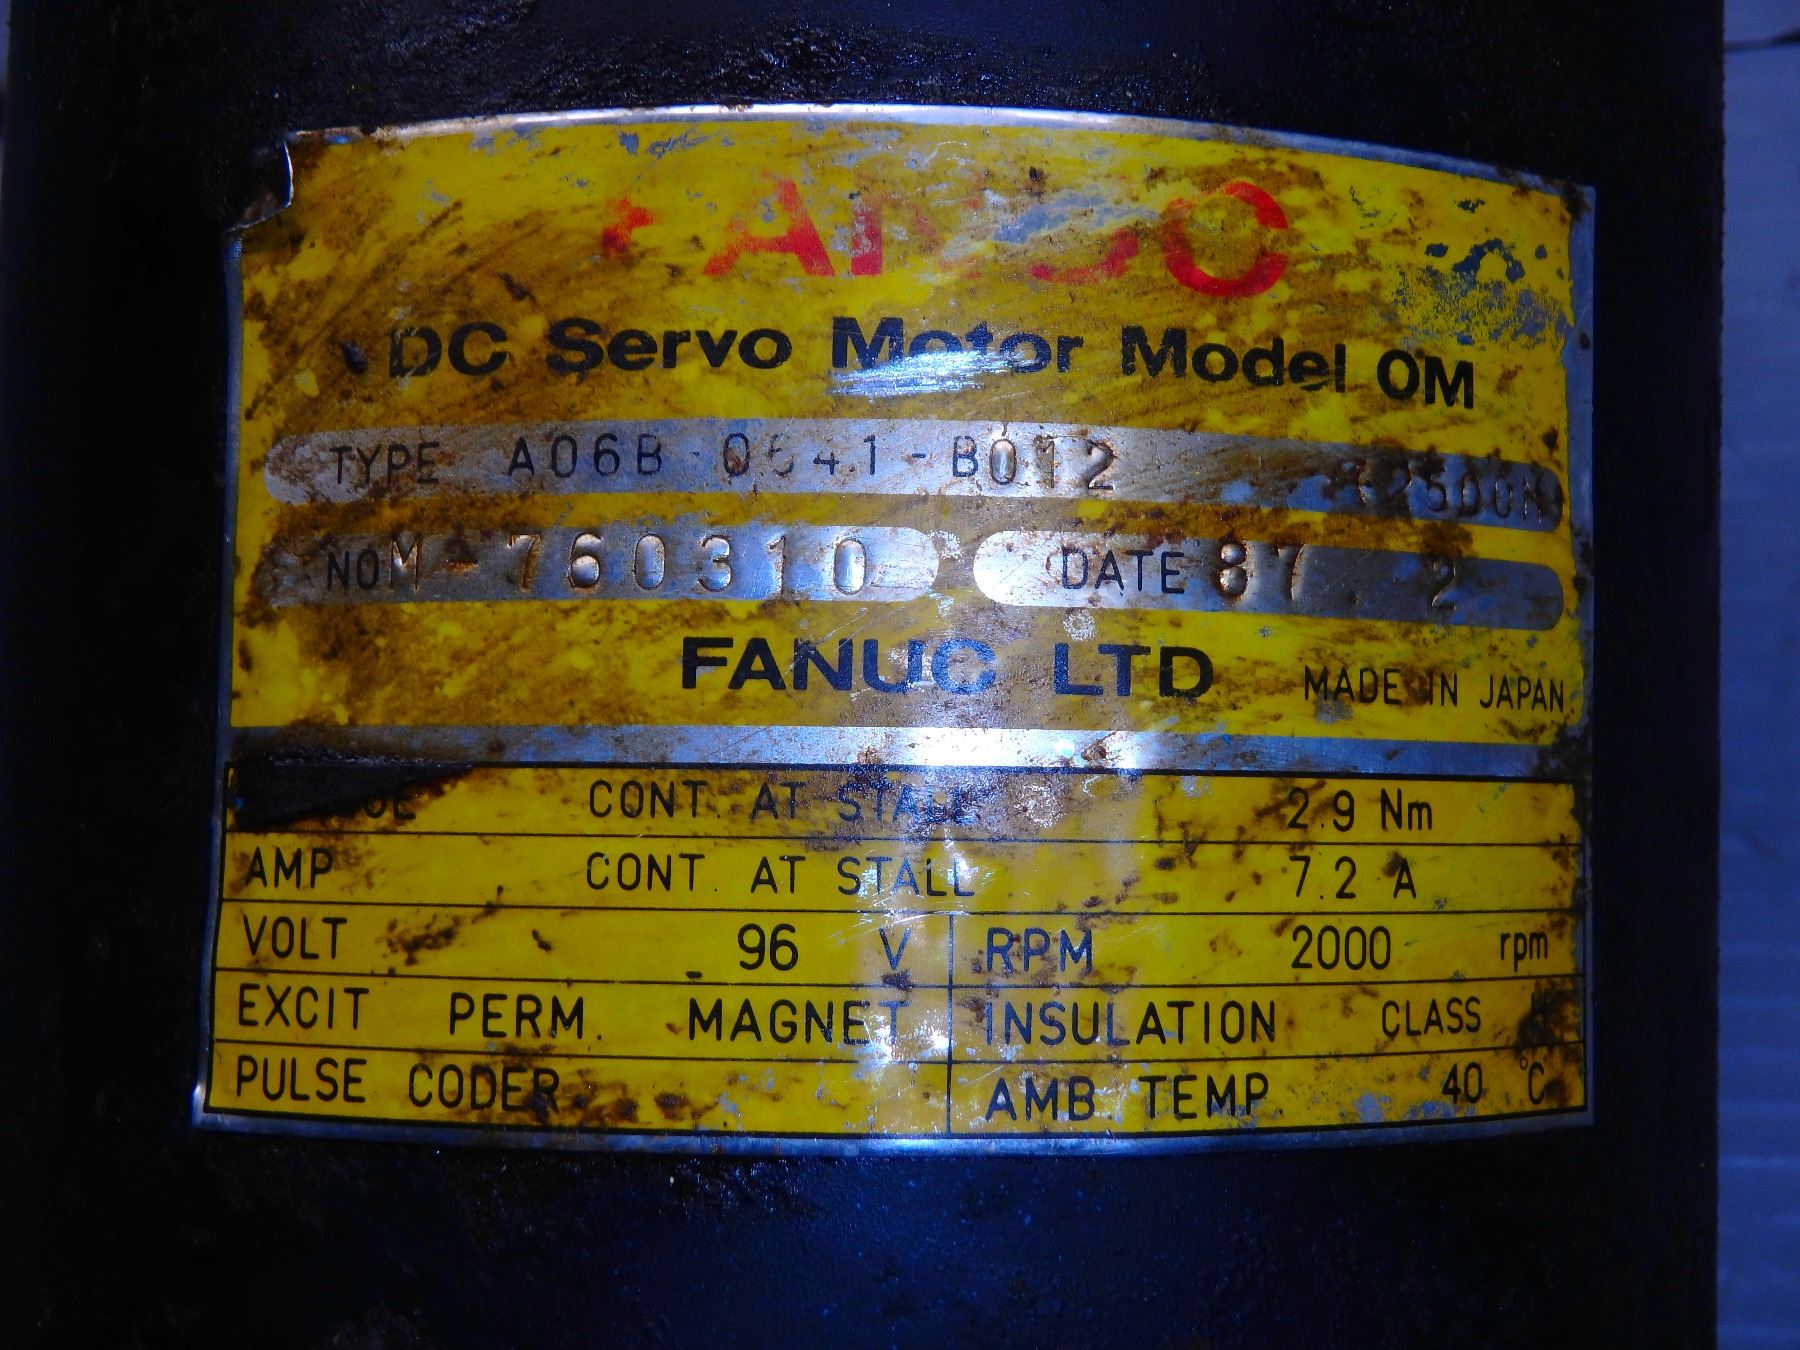 FANUC
DC Servo Motor Model 0M
TYPE A06B-0641-B012
NO M-760310 DATE 87.2
FANUC LTD MADE IN JAPAN
CONT. AT STALL 2.9 Nm
AMP CONT. AT STALL 7.2 A
VOLT 96 V RPM 2000 rpm
EXCIT PERM. MAGNET INSULATION CLASS
PULSE CODER AMB. TEMP. 40 °C